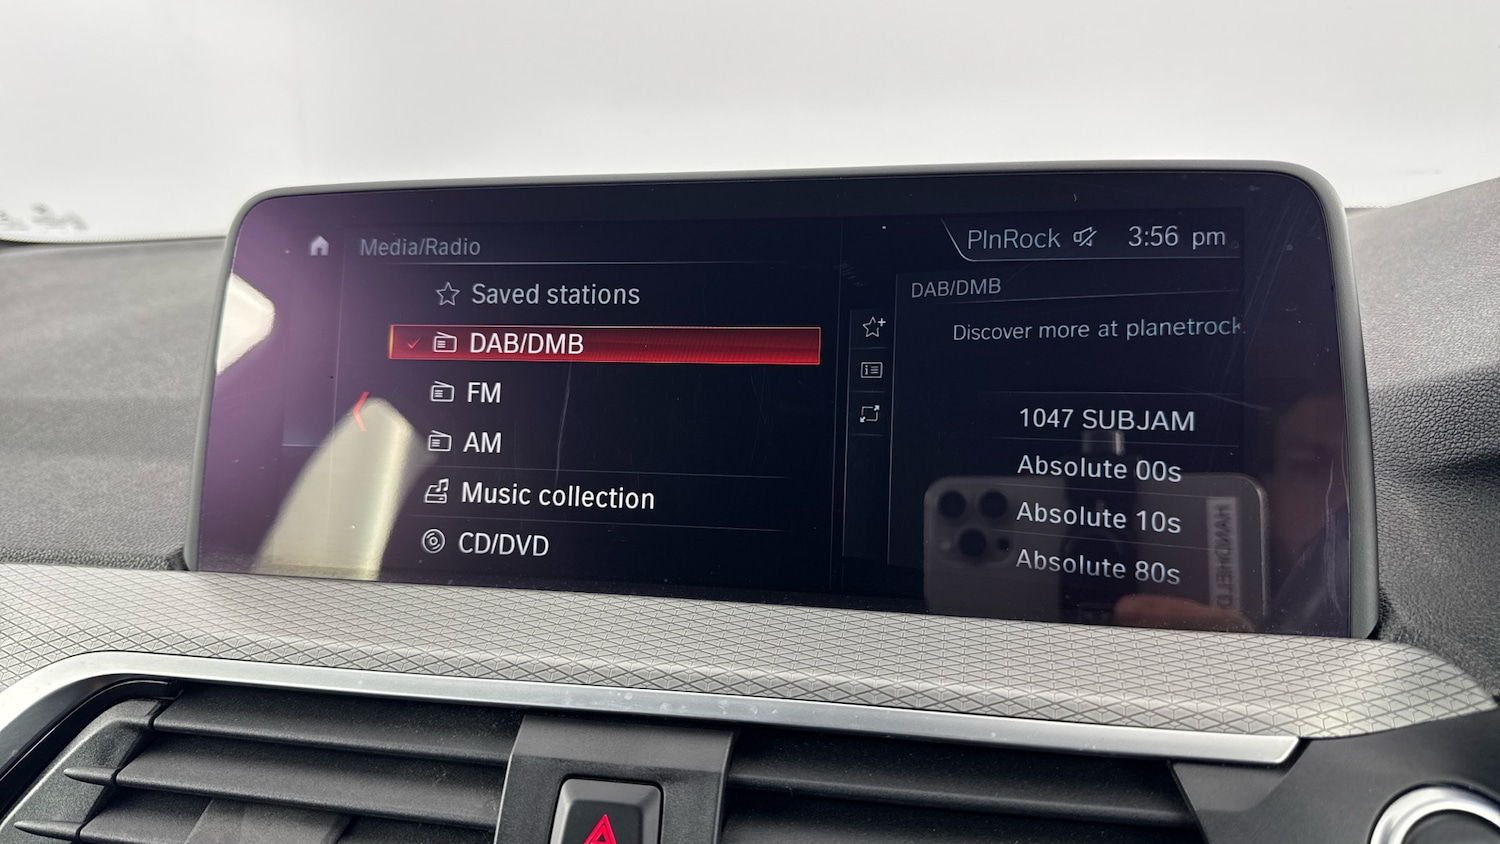 Media/Radio
PlnRock 3:56 pm
Saved stations
DAB/DMB
FM
AM
Music collection
CD/DVD
DAB/DMB
Discover more at planetrock.
1047 SUBJAM
Absolute 00s
Absolute 10s
Absolute 80s
HANDHELD